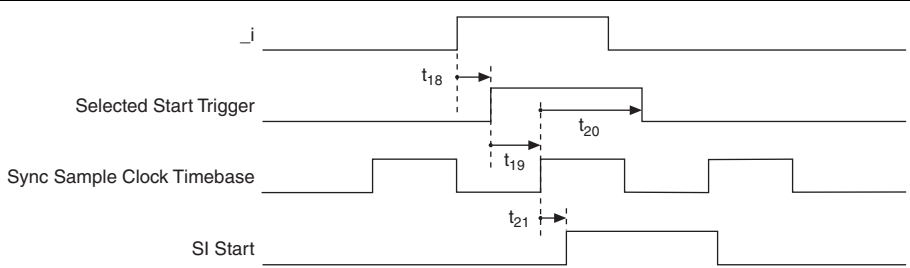 _i
t18
Selected Start Trigger
t20
t19
Sync Sample Clock Timebase
t21
SI Start